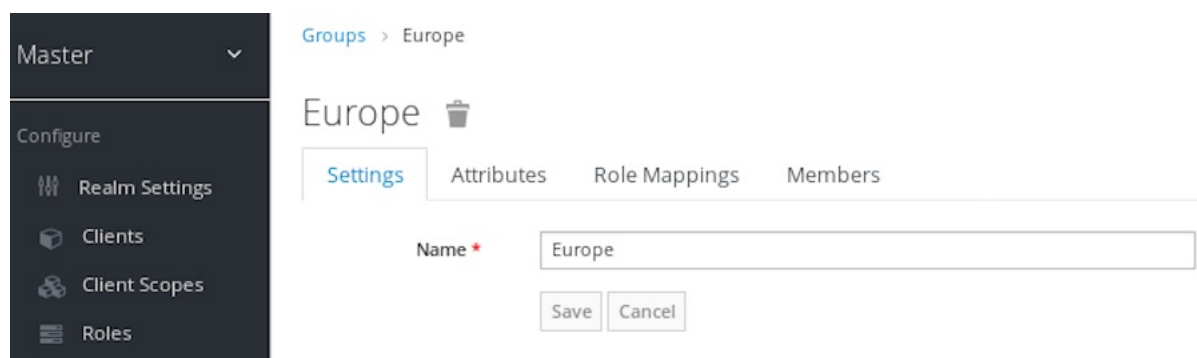 Master
Configure
Realm Settings
Clients
Client Scopes
Roles
Groups > Europe
Europe
Settings Attributes Role Mappings Members
Name * Europe
Save Cancel